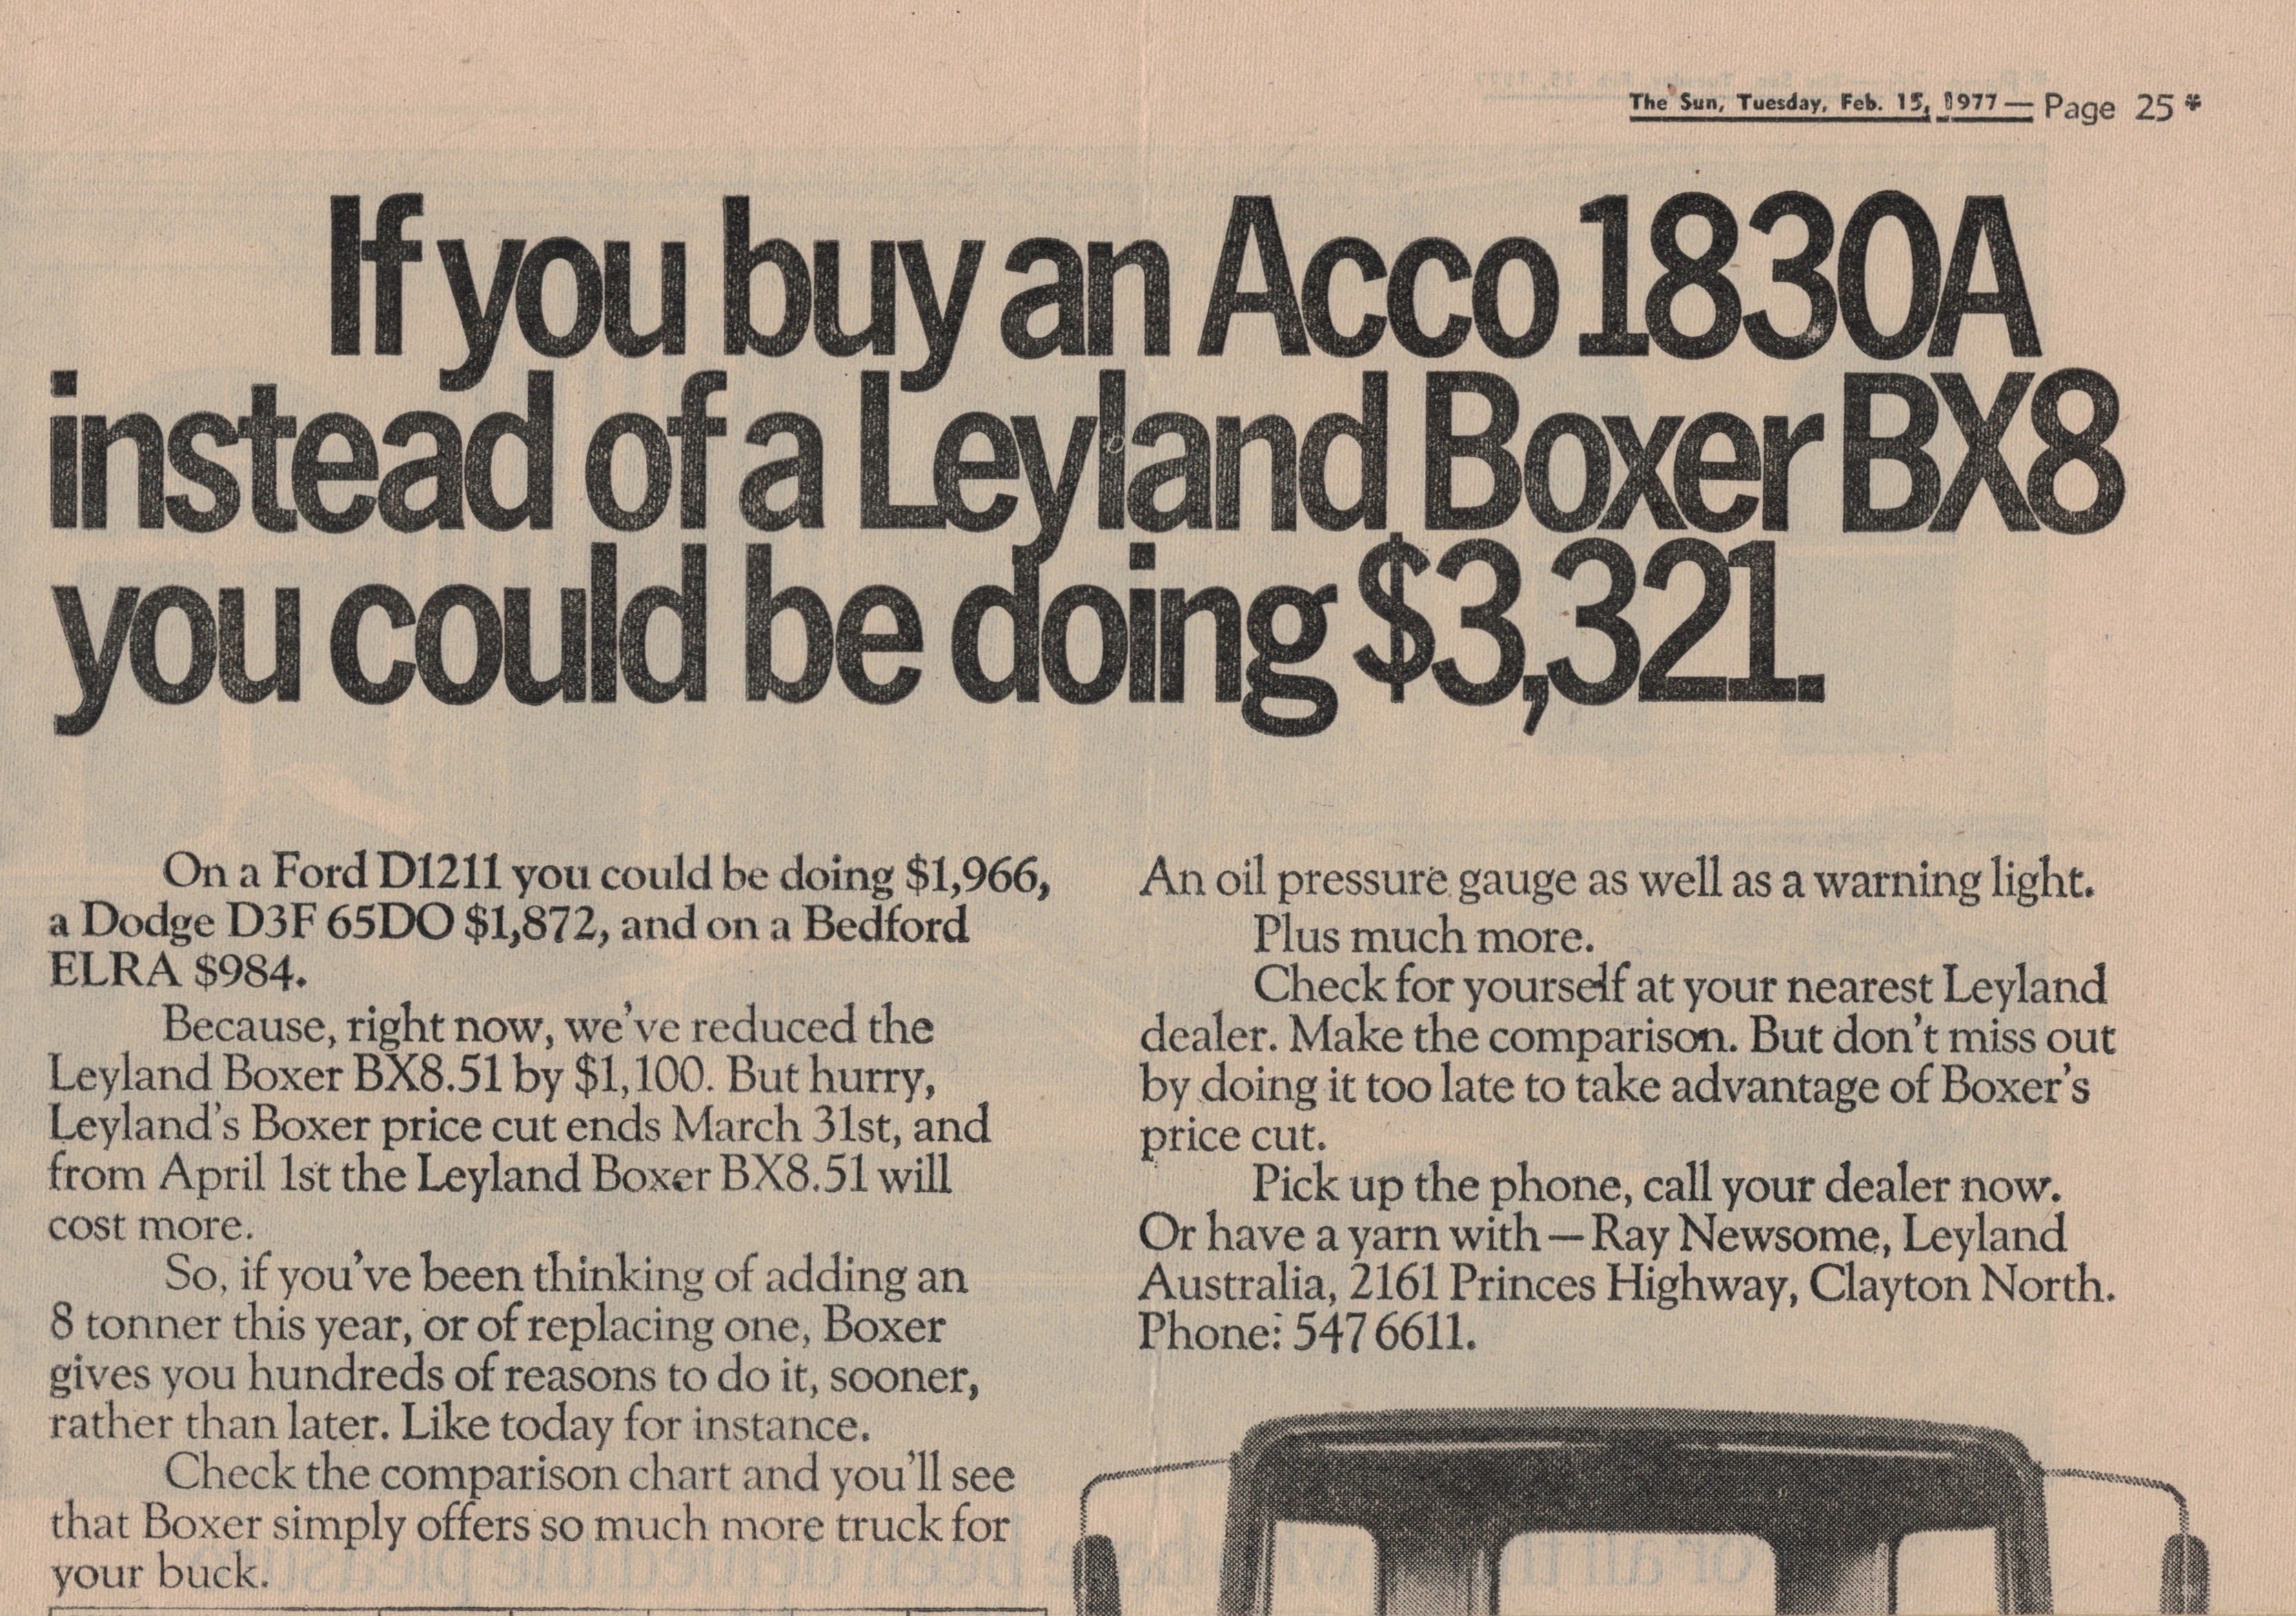 The Sun, Tuesday, Feb. 15, 1977 — Page 25 *
If you buy an Acco 1830A
instead of a Leyland Boxer BX8
you could be doing $3,321.
On a Ford D1211 you could be doing $1,966,
a Dodge D3F 65DO $1,872, and on a Bedford
ELRA $984.
Because, right now, we've reduced the
Leyland Boxer BX8.51 by $1,100. But hurry,
Leyland's Boxer price cut ends March 31st, and
from April 1st the Leyland Boxer BX8.51 will
cost more.
So, if you've been thinking of adding an
8 tonner this year, or of replacing one, Boxer
gives you hundreds of reasons to do it, sooner,
rather than later. Like today for instance.
Check the comparison chart and you'll see
that Boxer simply offers so much more truck for
your buck.
An oil pressure gauge as well as a warning light.
Plus much more.
Check for yourself at your nearest Leyland
dealer. Make the comparison. But don't miss out
by doing it too late to take advantage of Boxer's
price cut.
Pick up the phone, call your dealer now.
Or have a yarn with — Ray Newsome, Leyland
Australia, 2161 Princes Highway, Clayton North.
Phone: 547 6611.